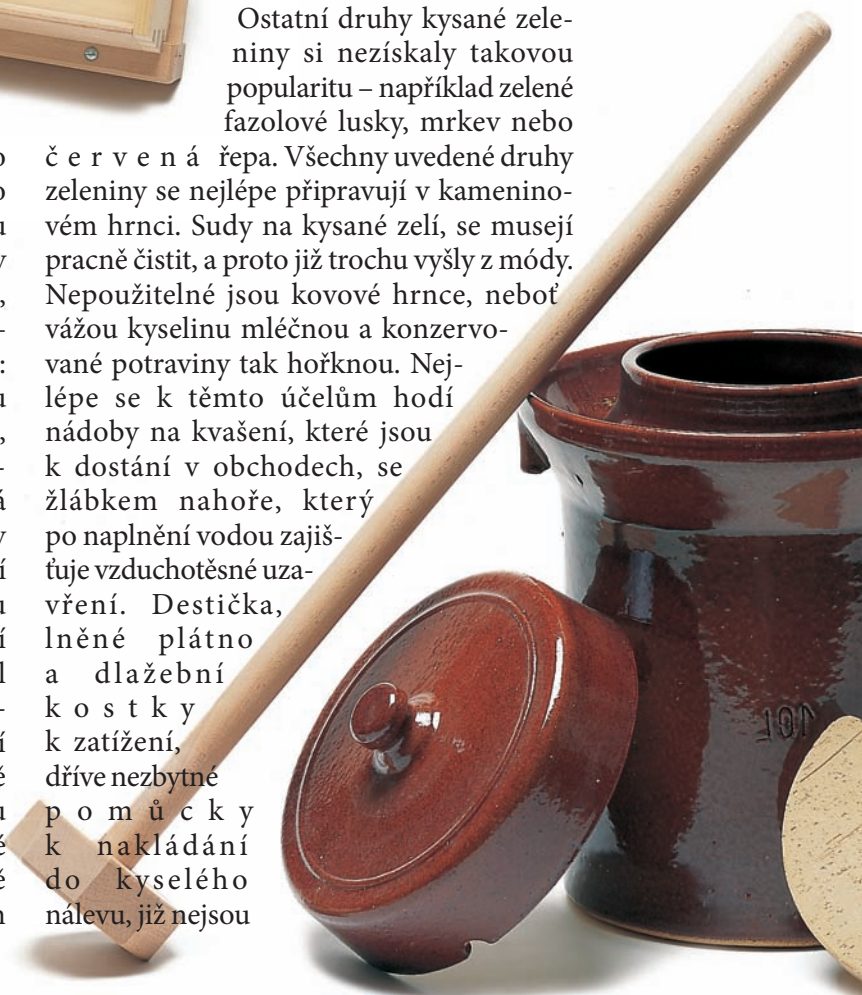 Ostatní druhy kysané zele-
niny si nezískaly takovou
popularitu – například zelené
fazolové lusky, mrkev nebo
červená řepa. Všechny uvedené druhy
zeleniny se nejlépe připravují v kamenino-
vém hrnci. Sudy na kysané zelí, se musejí
pracně čistit, a proto již trochu vyšly z módy.
Nepoužitelné jsou kovové hrnce, neboť
vážou kyselinu mléčnou a konzervo-
vané potraviny tak hořknou. Nej-
lépe se k těmto účelům hodí
nádoby na kvašení, které jsou
k dostání v obchodech, se
žlábkem nahoře, který
po naplnění vodou zajiš-
ťuje vzduchotěsné uza-
vření. Destička,
lněné plátno
a dlažební
kostky
k zatížení,
dříve nezbytné
pomůcky
k nakládání
do kyselého
nálevu, již nejsou
10L